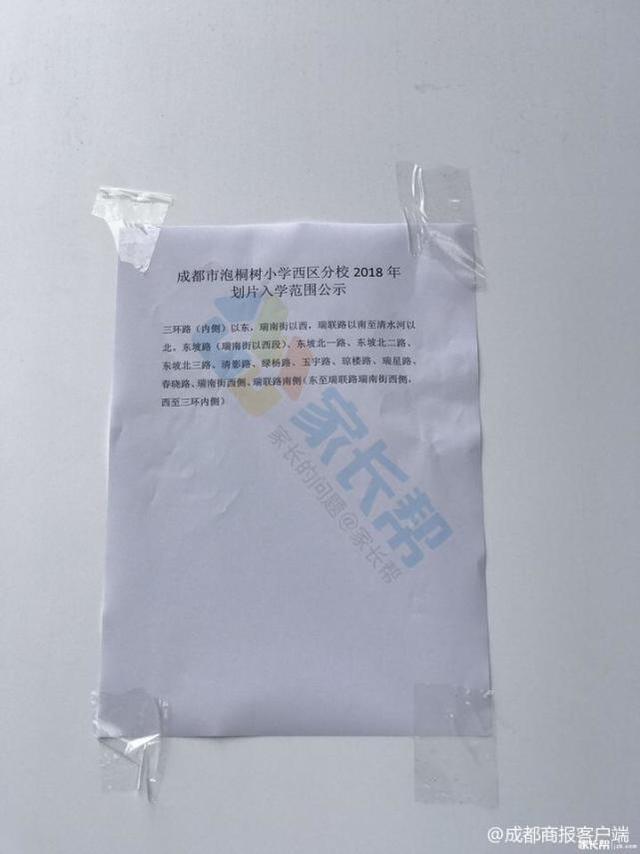 成都市泡桐树小学西区分校 2018 年
划片入学范围公示
三环路（内侧）以东，瑞南街以西，瑞联路以南至清水河以
北。东坡路（瑞南街以西段）、东坡北一路、东坡北二路、
东坡北三路、清影路、绿杨路、玉宇路、琼楼路、瑞星路、
春晓路、瑞南街西侧、瑞联路南侧（东至瑞联路瑞南街西侧，
西至三环内侧）
家长帮
家长的问题@家长帮
@成都商报客户端
家长帮